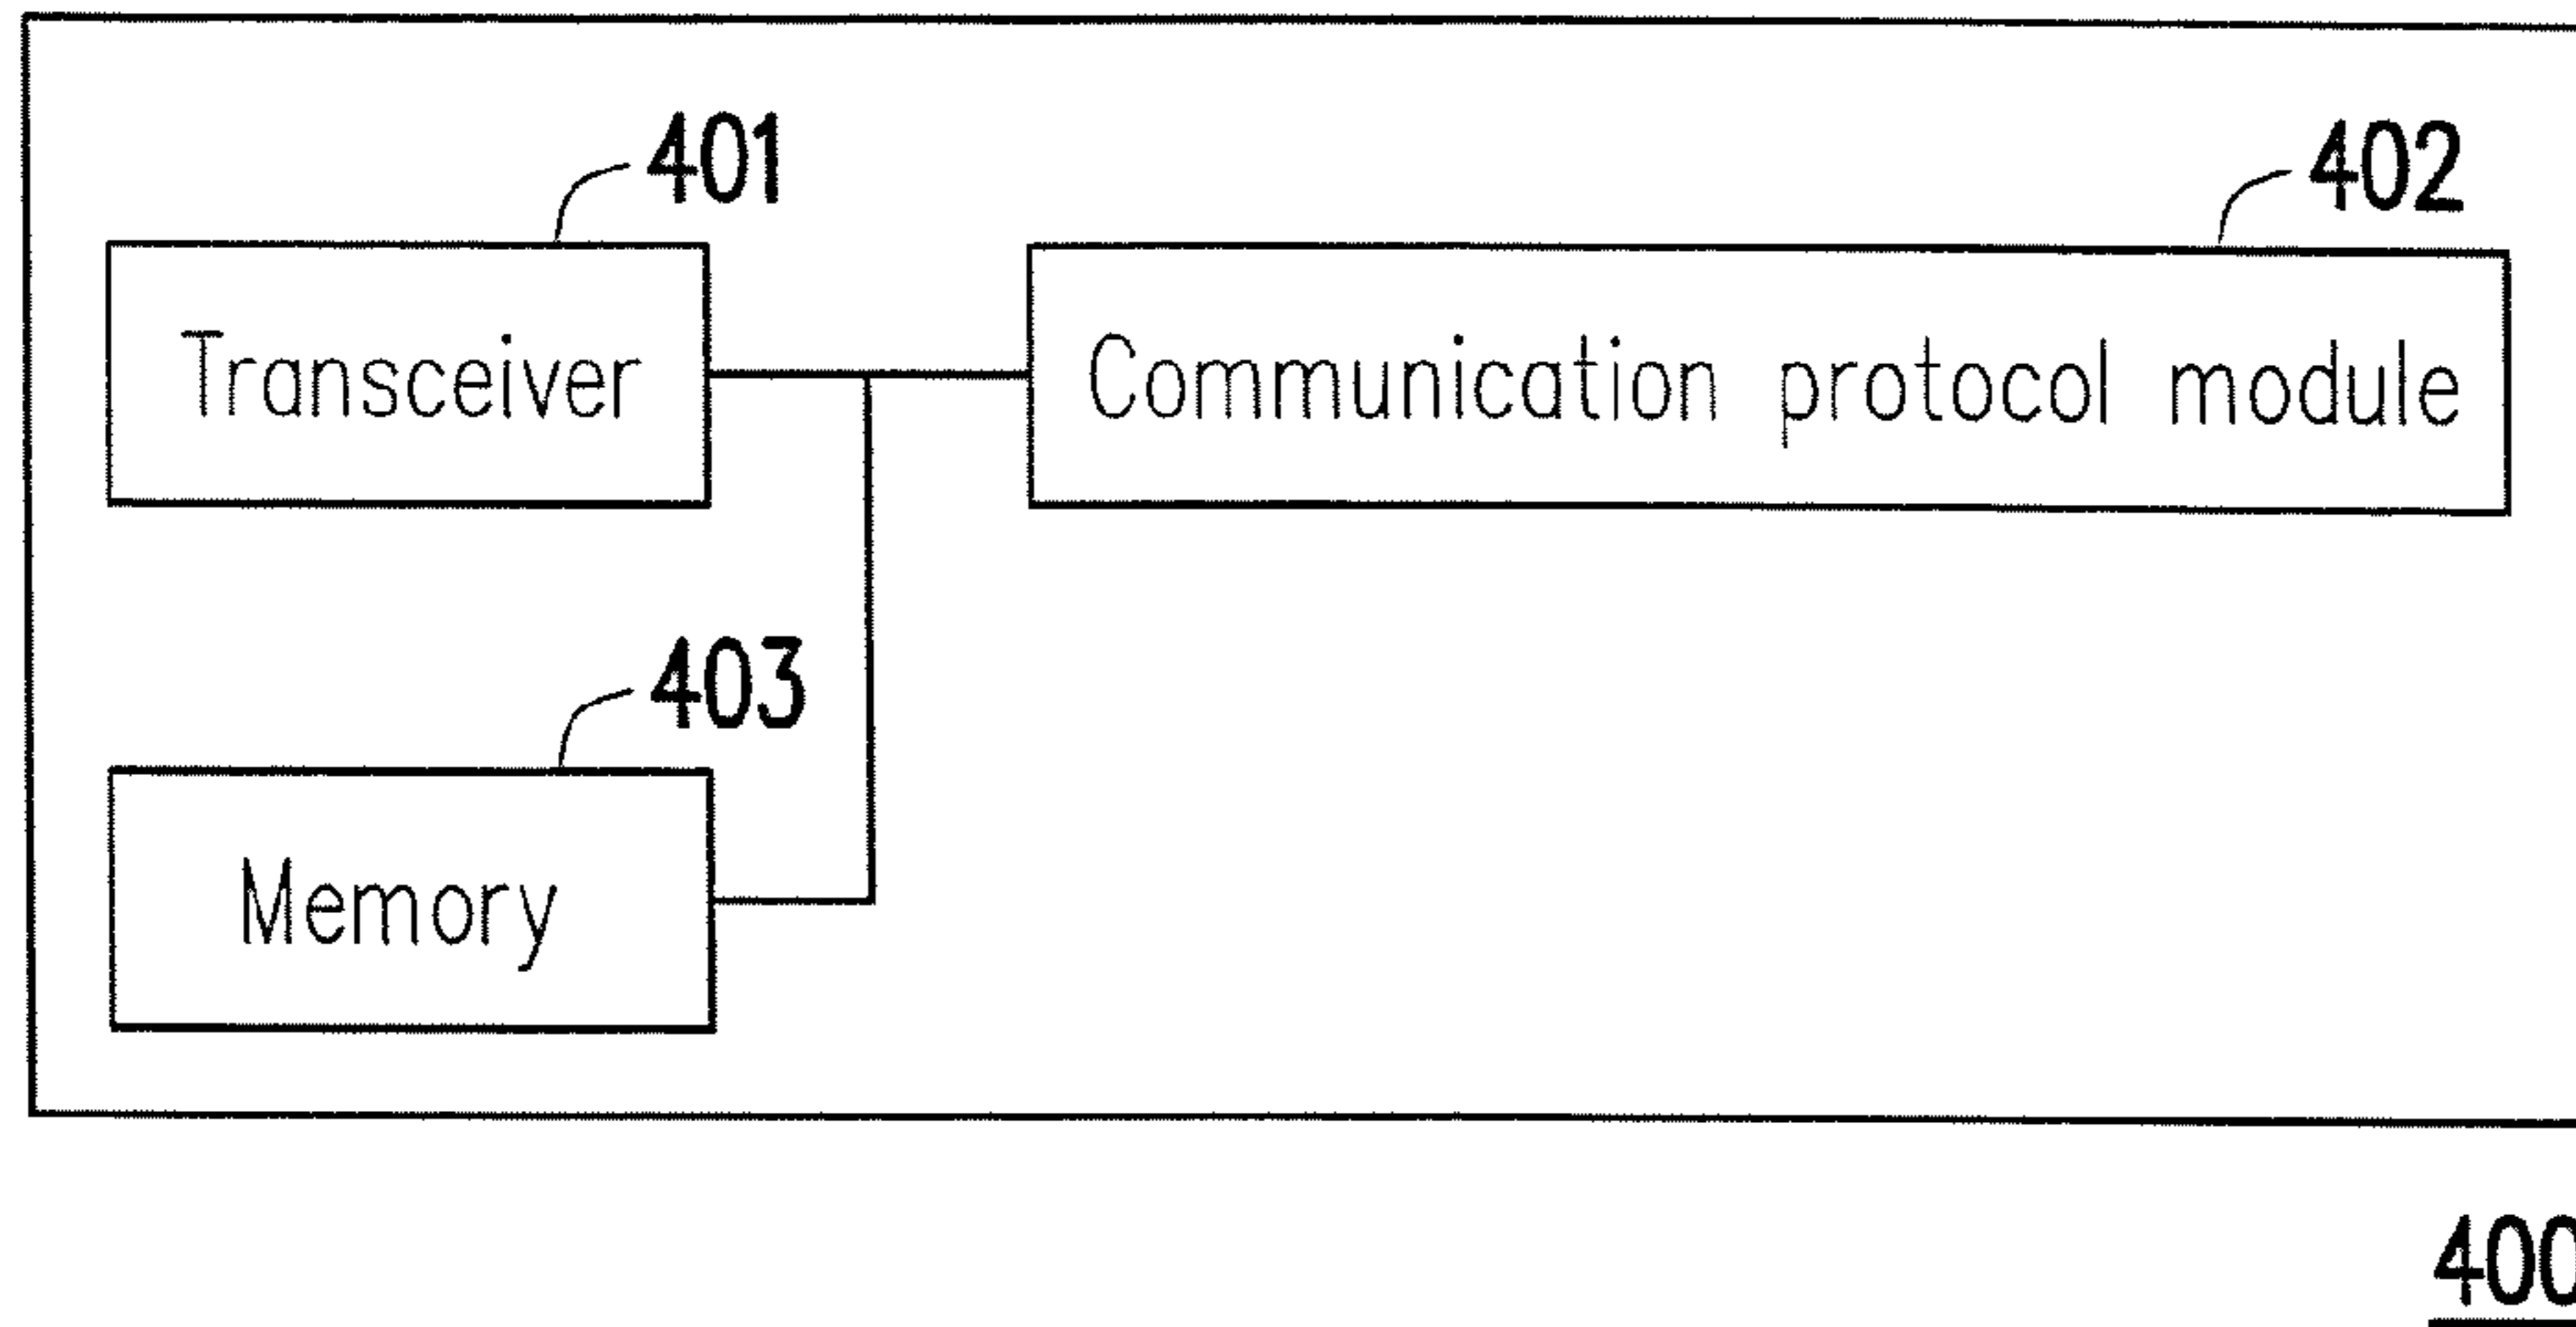 401
402
Transceiver
Communication protocol module
403
Memory
400